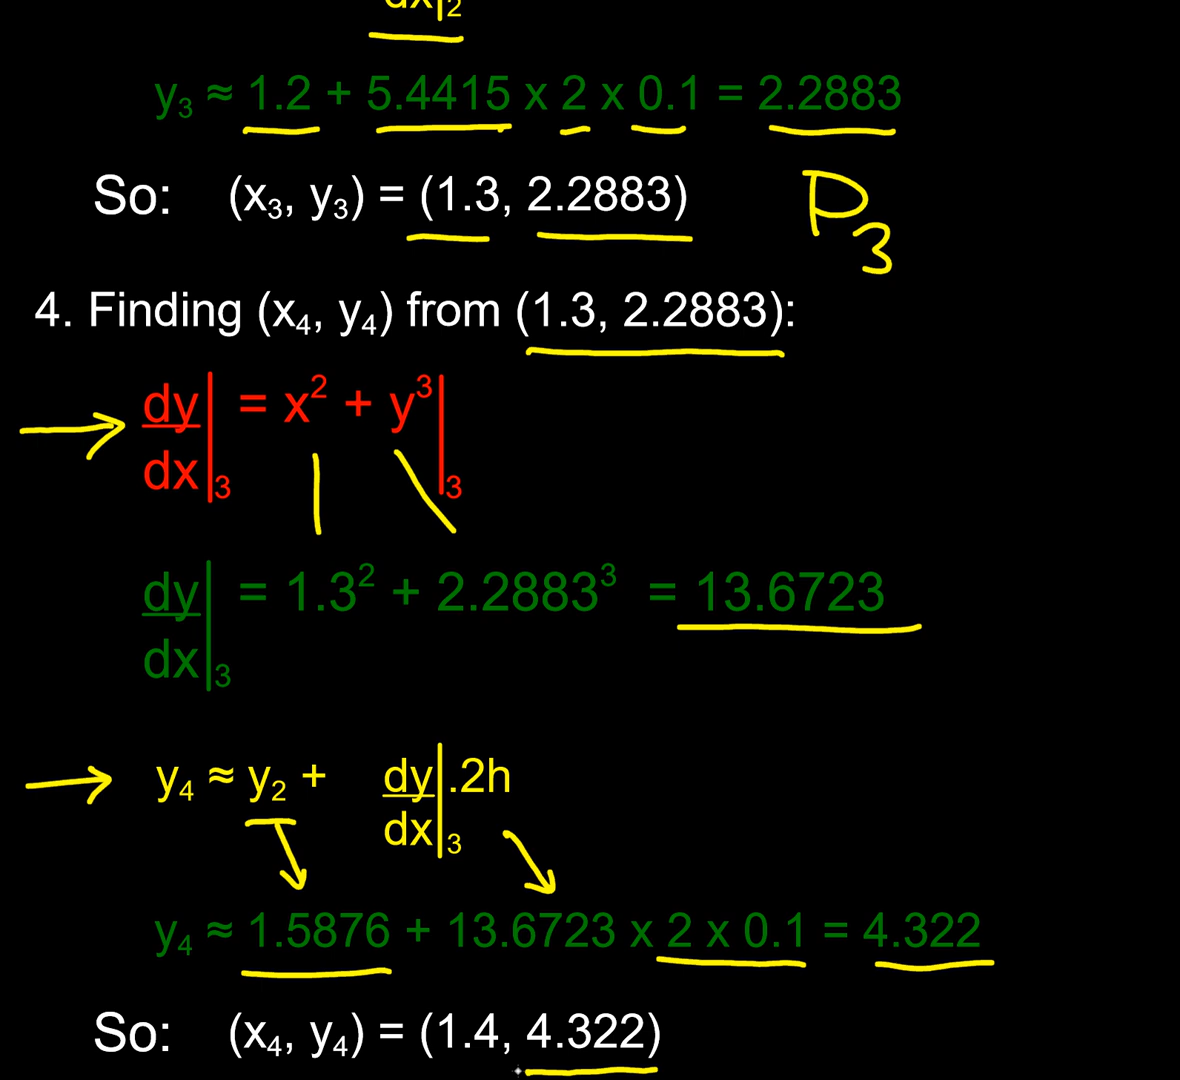 dx|₂
y₃ ≈ 1.2 + 5.4415 x 2 x 0.1 = 2.2883
So: (x₃, y₃) = (1.3, 2.2883) P₃
4. Finding (x₄, y₄) from (1.3, 2.2883):
dy/dx|₃ = x² + y³|₃
dy/dx|₃ = 1.3² + 2.2883³ = 13.6723
y₄ ≈ y₂ + dy/dx|₃ .2h
y₄ ≈ 1.5876 + 13.6723 x 2 x 0.1 = 4.322
So: (x₄, y₄) = (1.4, 4.322)